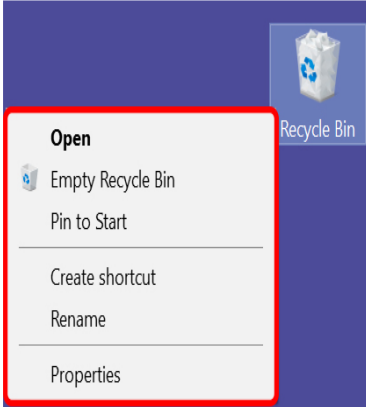 Recycle Bin
Open
Empty Recycle Bin
Pin to Start
Create shortcut
Rename
Properties